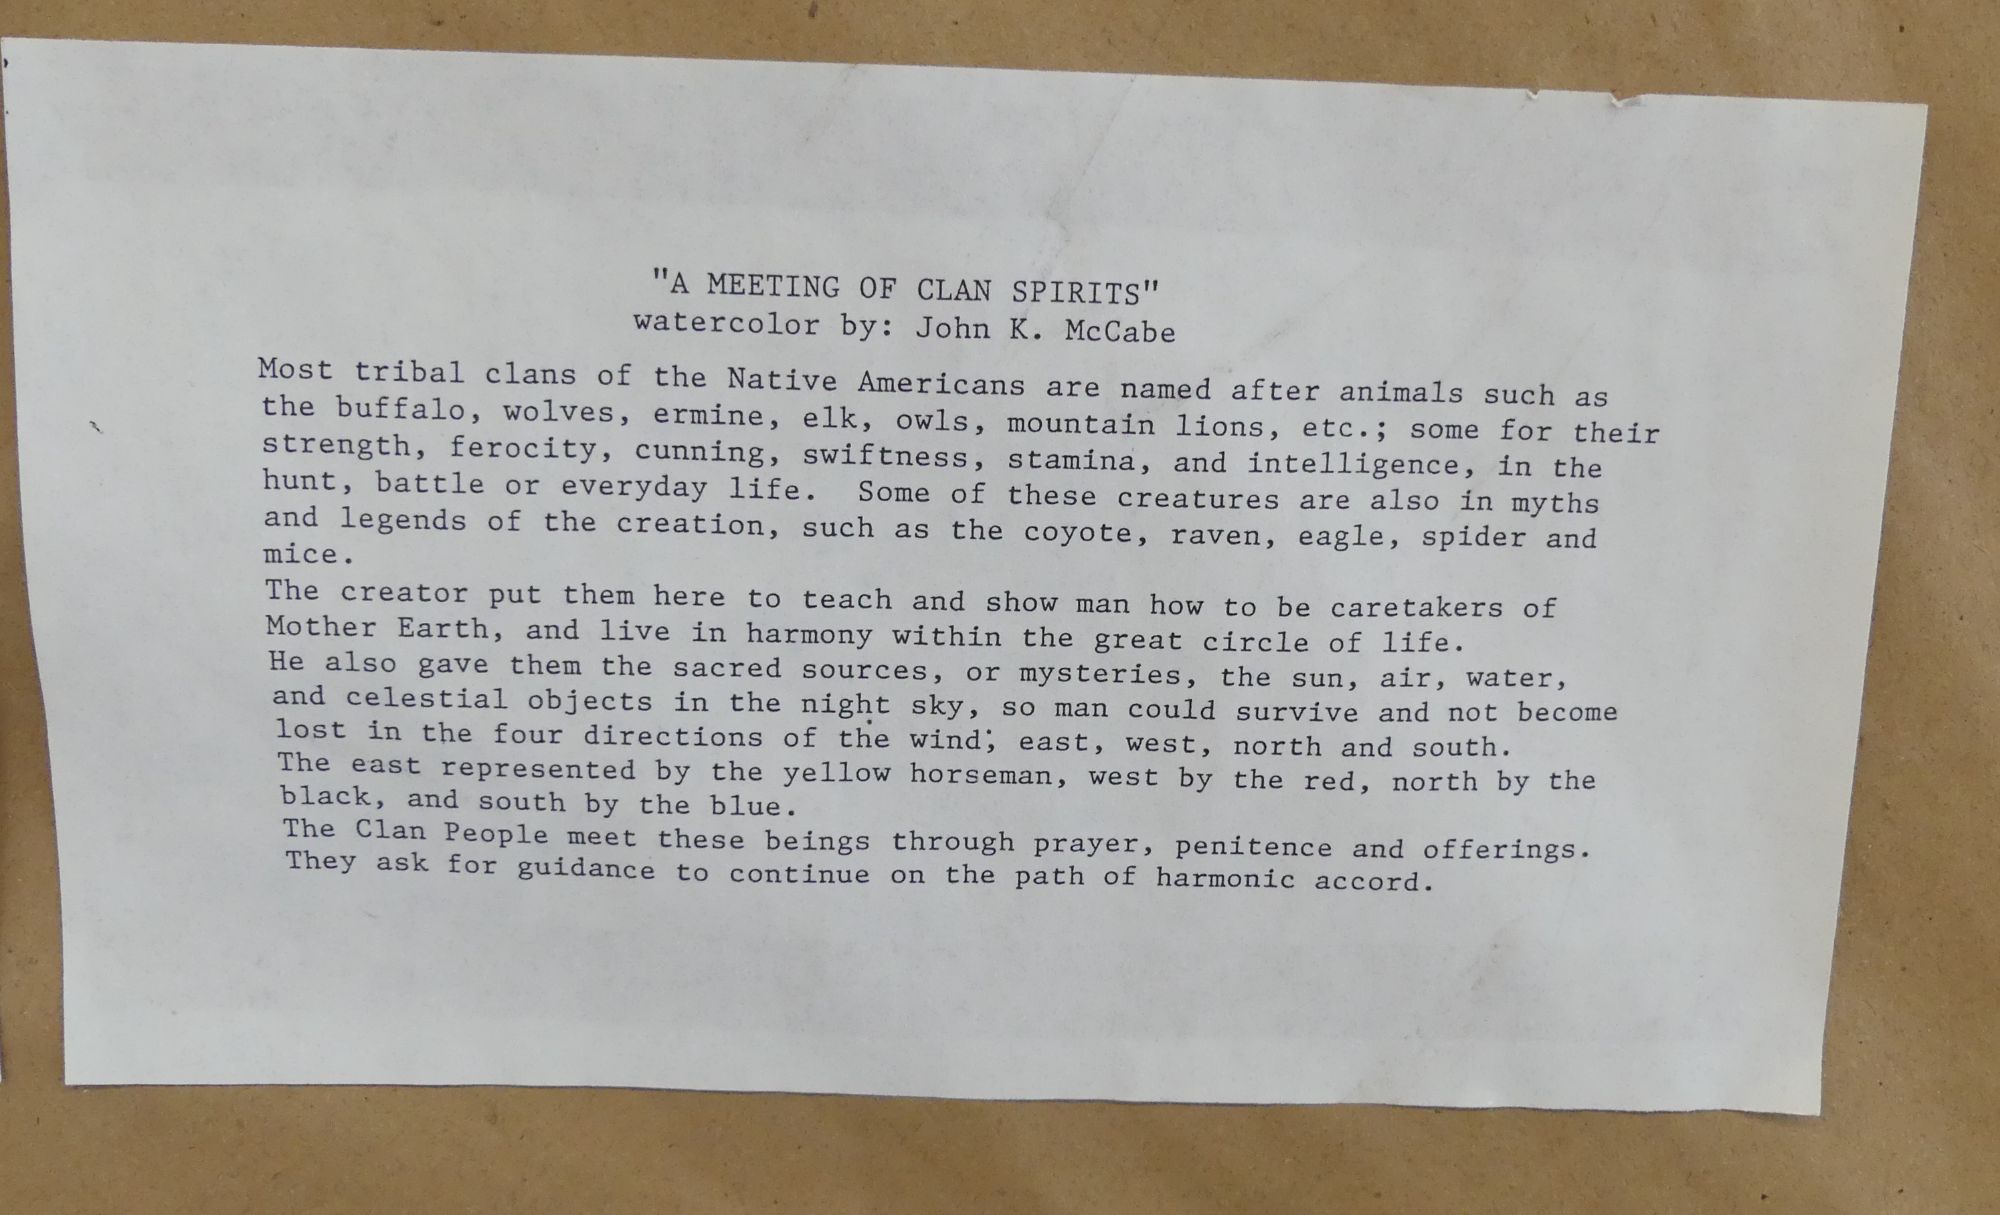 "A MEETING OF CLAN SPIRITS"
watercolor by: John K. McCabe
Most tribal clans of the Native Americans are named after animals such as
the buffalo, wolves, ermine, elk, owls, mountain lions, etc.; some for their
strength, ferocity, cunning, swiftness, stamina, and intelligence, in the
hunt, battle or everyday life. Some of these creatures are also in myths
and legends of the creation, such as the coyote, raven, eagle, spider and
mice.
The creator put them here to teach and show man how to be caretakers of
Mother Earth, and live in harmony within the great circle of life.
He also gave them the sacred sources, or mysteries, the sun, air, water,
and celestial objects in the night sky, so man could survive and not become
lost in the four directions of the wind; east, west, north and south.
The east represented by the yellow horseman, west by the red, north by the
black, and south by the blue.
The Clan People meet these beings through prayer, penitence and offerings.
They ask for guidance to continue on the path of harmonic accord.